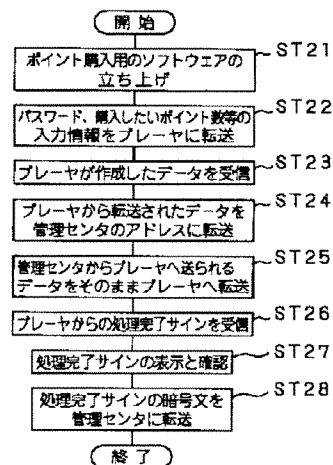 開始
ポイント購入用のソフトウェアの
立ち上げ
ST21
パスワード、購入したいポイント数等の
入力情報をプレーヤに転送
ST22
プレーヤが作成したデータを受信
ST23
プレーヤから転送されたデータを
管理センタのアドレスに転送
ST24
管理センタからプレーヤへ送られる
データをそのままプレーヤへ転送
ST25
プレーヤからの処理完了サインを受信
ST26
処理完了サインの表示と確認
ST27
処理完了サインの暗号文を
管理センタに転送
ST28
終了